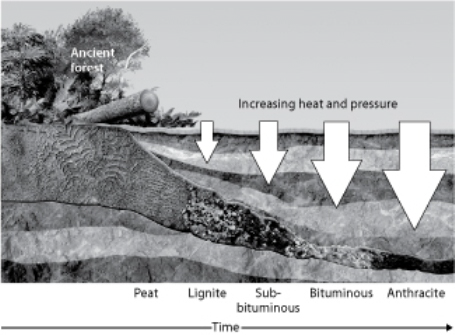 Ancient
forest
Increasing heat and pressure
Peat
Lignite
Sub-
bituminous
Bituminous
Anthracite
Time